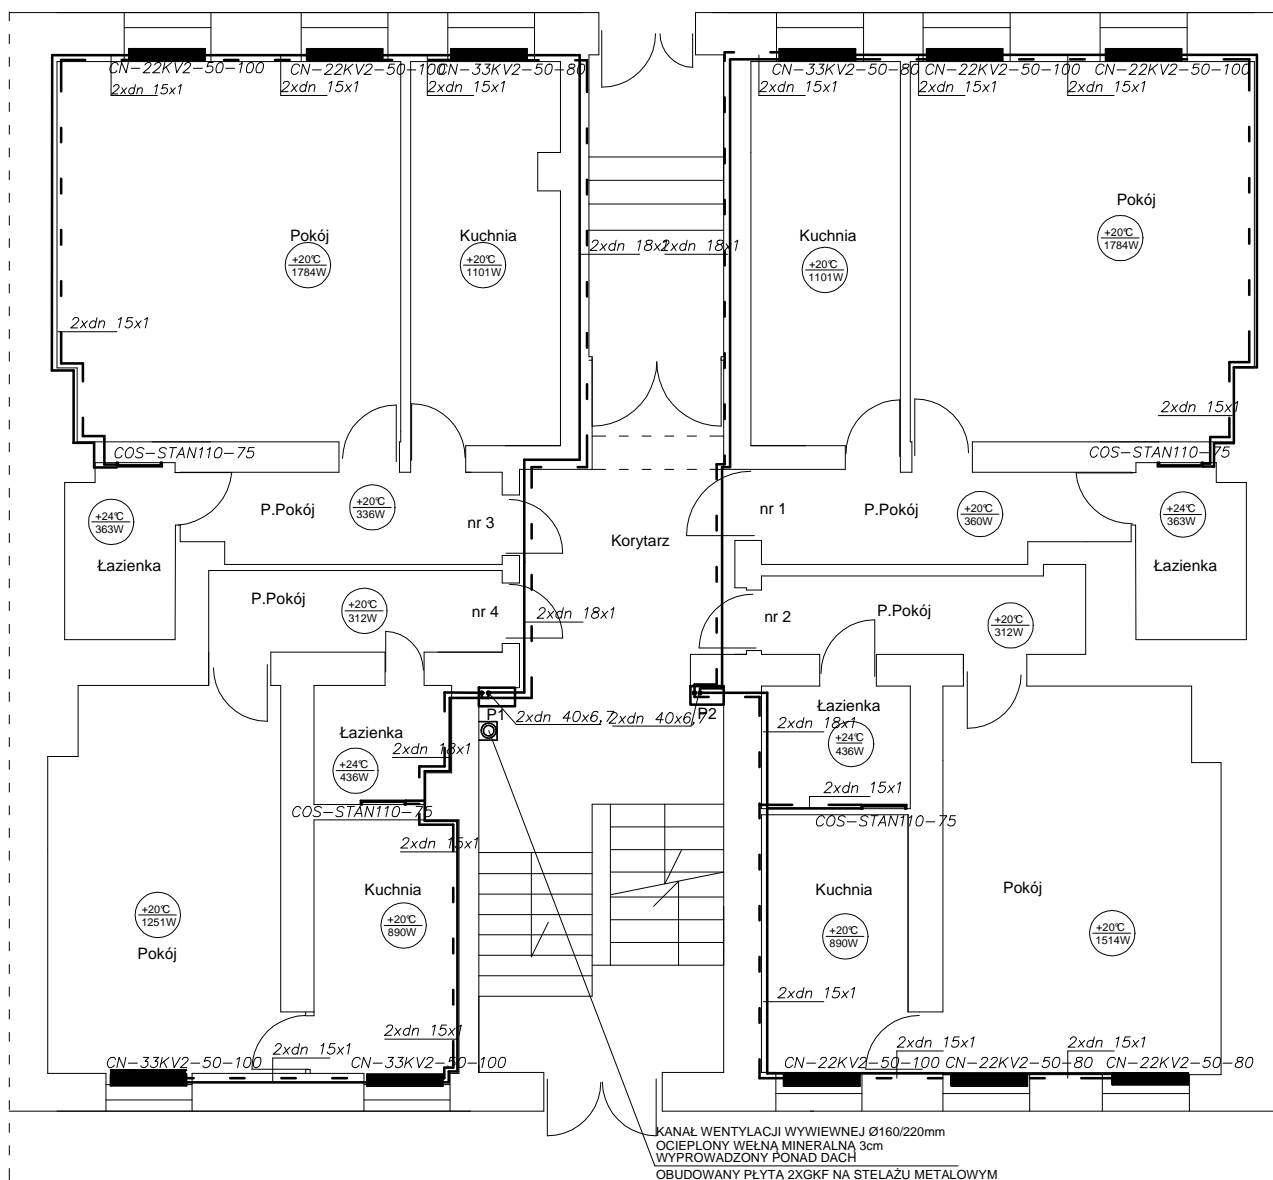 CN-22KV2-50-100
CN-22KV2-50-100
CN-33KV2-50-80
CN-33KV2-50-80
CN-22KV2-50-100
CN-22KV2-50-100
2xdn 15x1
2xdn 15x1
2xdn 15x1
2xdn 15x1
2xdn 15x1
2xdn 15x1
Pokój
+20°C
1784W
Kuchnia
+20°C
1101W
2xdn 18x1
2xdn 18x1
Kuchnia
+20°C
1101W
Pokój
+20°C
1784W
2xdn 15x1
2xdn 15x1
COS-STAN110-75
COS-STAN110-75
+24°C
363W
Łazienka
P.Pokój
+20°C
336W
nr 3
Korytarz
nr 1
P.Pokój
+20°C
360W
+24°C
363W
Łazienka
P.Pokój
+20°C
312W
nr 4
2xdn 18x1
nr 2
P.Pokój
+20°C
312W
P1
2xdn 40x6,7
2xdn 40x6,7
P2
Łazienka
+24°C
436W
2xdn 18x1
Łazienka
2xdn 18x1
+24°C
436W
2xdn 15x1
COS-STAN110-75
COS-STAN110-75
2xdn 15x1
Kuchnia
+20°C
890W
+20°C
1251W
Pokój
Kuchnia
+20°C
890W
Pokój
+20°C
1514W
2xdn 15x1
2xdn 15x1
2xdn 15x1
2xdn 15x1
2xdn 15x1
CN-33KV2-50-100
CN-33KV2-50-100
CN-22KV2-50-100
CN-22KV2-50-80
CN-22KV2-50-80
KANAŁ WENTYLACJI WYWIEWNEJ Ø160/220mm
OCIEPLONY WEŁNĄ MINERALNĄ 3cm
WYPROWADZONY PONAD DACH
OBUDOWANY PŁYTĄ 2XGKF NA STELAŻU METALOWYM